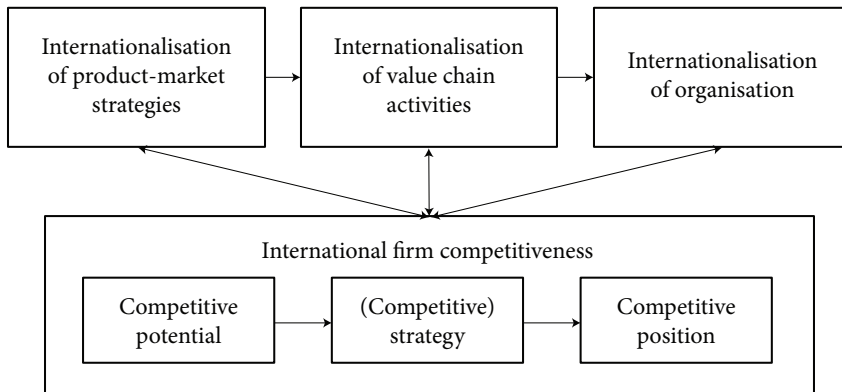 Internationalisation
of product-market
strategies
Internationalisation
of value chain
activities
Internationalisation
of organisation
International firm competitiveness
Competitive
potential
(Competitive)
strategy
Competitive
position